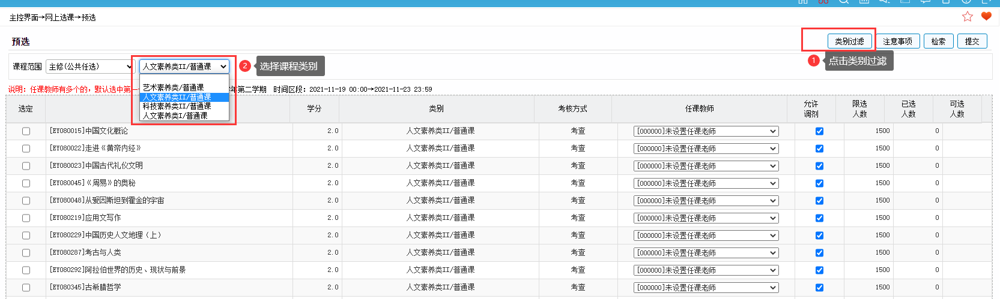 主控界面→网上选课→预选
预选
类别过滤 注意事项 检索 提交
1 点击类别过滤
课程范围 主修(公共任选) 人文素养类II/普通课 2 选择课程类别
艺术素养类/普通课
人文素养类II/普通课
科技素养类II/普通课
人文素养类I/普通课
说明：任课教师有多个的，默认选中第一 年第二学期 时间区段：2021-11-19 00:00→2021-11-23 23:59
选定 学分 类别 考核方式 任课教师 允许调剂 限选人数 已选人数 可选人数
[EY080015]中国文化概论 2.0 人文素养类II/普通课 考查 [000000]未设置任课老师 1500 0
[EY080022]走进《黄帝内经》 2.0 人文素养类II/普通课 考查 [000000]未设置任课老师 1500 0
[EY080023]中国古代礼仪文明 2.0 人文素养类II/普通课 考查 [000000]未设置任课老师 1500 0
[EY080045]《周易》的奥秘 2.0 人文素养类II/普通课 考查 [000000]未设置任课老师 1500 0
[EY080048]从爱因斯坦到霍金的宇宙 2.0 人文素养类II/普通课 考查 [000000]未设置任课老师 1500 0
[EY080219]应用文写作 2.0 人文素养类II/普通课 考查 [000000]未设置任课老师 1500 0
[EY080229]中国历史人文地理（上） 2.0 人文素养类II/普通课 考查 [000000]未设置任课老师 1500 0
[EY080287]考古与人类 2.0 人文素养类II/普通课 考查 [000000]未设置任课老师 1500 0
[EY080292]阿拉伯世界的历史、现状与前景 2.0 人文素养类II/普通课 考查 [000000]未设置任课老师 1500 0
[EY080345]古希腊哲学 2.0 人文素养类II/普通课 考查 [000000]未设置任课老师 1500 0